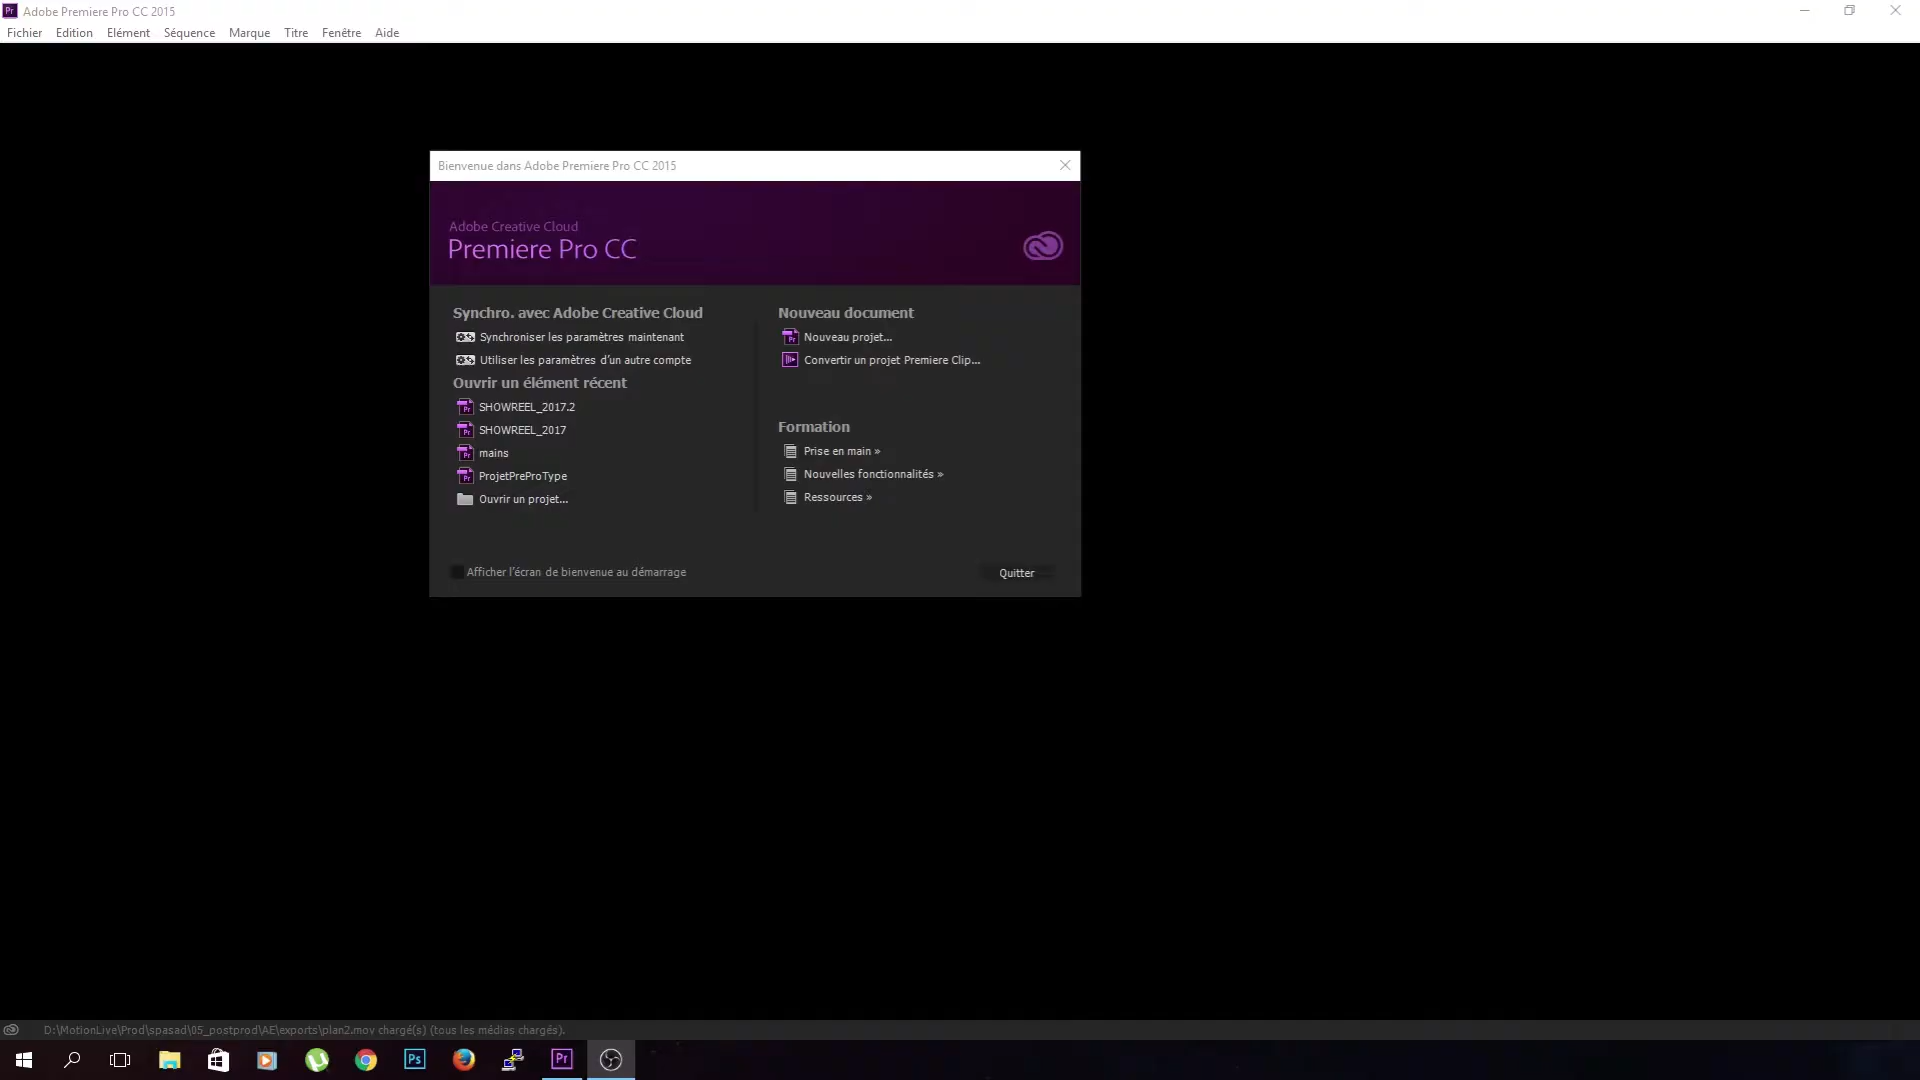 Adobe Premiere Pro CC 2015
Fichier Edition Elément Séquence Marque Titre Fenêtre Aide
Bienvenue dans Adobe Premiere Pro CC 2015
Adobe Creative Cloud
Premiere Pro CC
Synchro. avec Adobe Creative Cloud
Synchroniser les paramètres maintenant
Utiliser les paramètres d'un autre compte
Ouvrir un élément récent
SHOWREEL_2017.2
SHOWREEL_2017
mains
ProjetPreProType
Ouvrir un projet...
Nouveau document
Nouveau projet...
Convertir un projet Premiere Clip...
Formation
Prise en main »
Nouvelles fonctionnalités »
Ressources »
Afficher l'écran de bienvenue au démarrage
Quitter
D:\MotionLive\Prod\spasad\05_postprod\AE\exports\plan2.mov chargé(s) (tous les médias chargés).